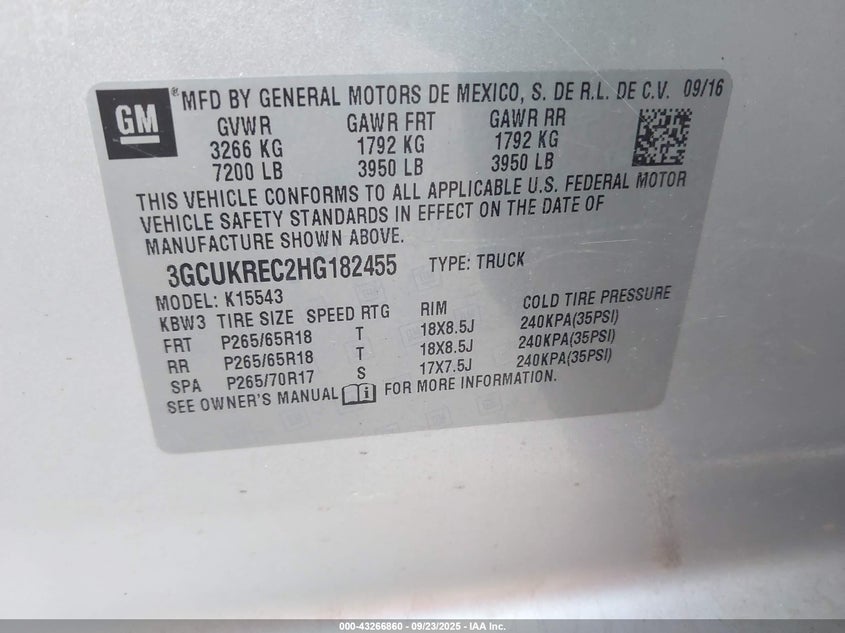 GM ® MFD BY GENERAL MOTORS DE MEXICO, S. DE R.L. DE C.V. 09/16
GVWR GAWR FRT GAWR RR
3266 KG 1792 KG 1792 KG
7200 LB 3950 LB 3950 LB
THIS VEHICLE CONFORMS TO ALL APPLICABLE U.S. FEDERAL MOTOR
VEHICLE SAFETY STANDARDS IN EFFECT ON THE DATE OF
MANUFACTURE SHOWN ABOVE.
3GCUKREC2HG182455 TYPE: TRUCK
MODEL: K15543
KBW3 TIRE SIZE SPEED RTG RIM COLD TIRE PRESSURE
FRT P265/65R18 T 18X8.5J 240KPA(35PSI)
RR P265/65R18 T 18X8.5J 240KPA(35PSI)
SPA P265/70R17 S 17X7.5J 240KPA(35PSI)
SEE OWNER'S MANUAL i FOR MORE INFORMATION.
000-43266860 - 09/23/2025 - IAA Inc.